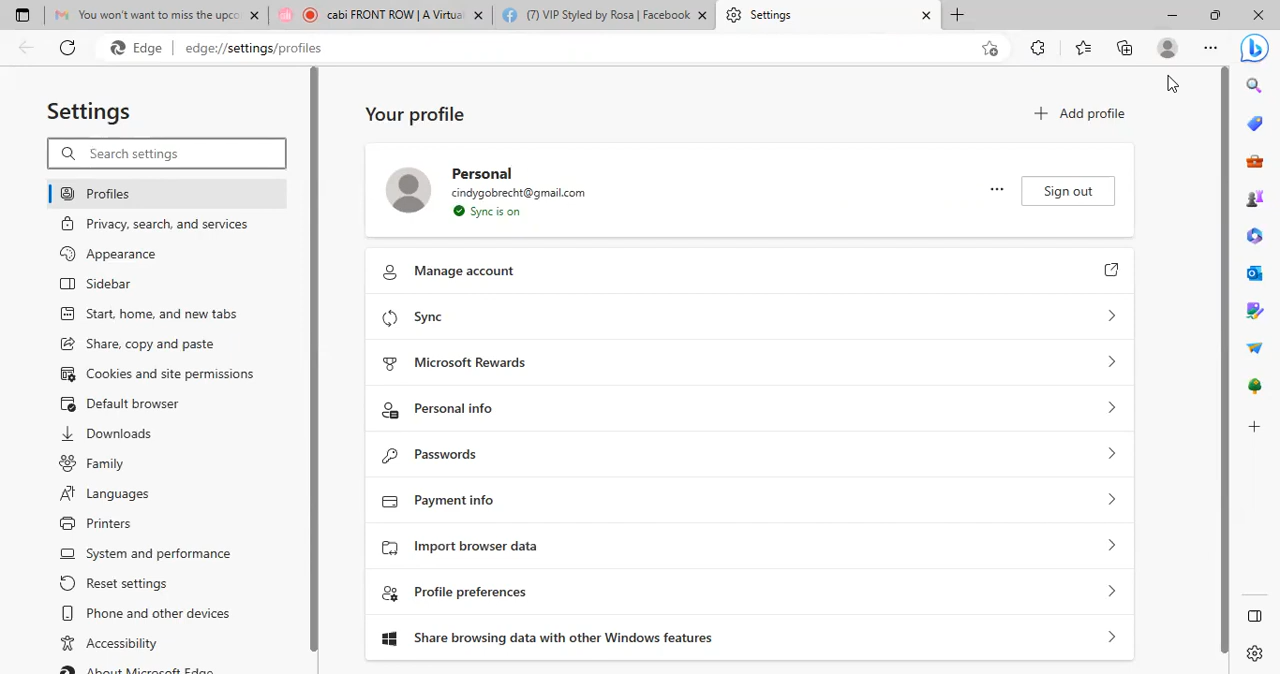 You won't want to miss the upco
cabi FRONT ROW | A Virtua
(7) VIP Styled by Rosa | Facebook
Settings
Edge
edge://settings/profiles
Settings
Search settings
Profiles
Privacy, search, and services
Appearance
Sidebar
Start, home, and new tabs
Share, copy and paste
Cookies and site permissions
Default browser
Downloads
Family
Languages
Printers
System and performance
Reset settings
Phone and other devices
Accessibility
About Microsoft Edge
Your profile
Add profile
Personal
cindygobrecht@gmail.com
Sync is on
Sign out
Manage account
Sync
Microsoft Rewards
Personal info
Passwords
Payment info
Import browser data
Profile preferences
Share browsing data with other Windows features